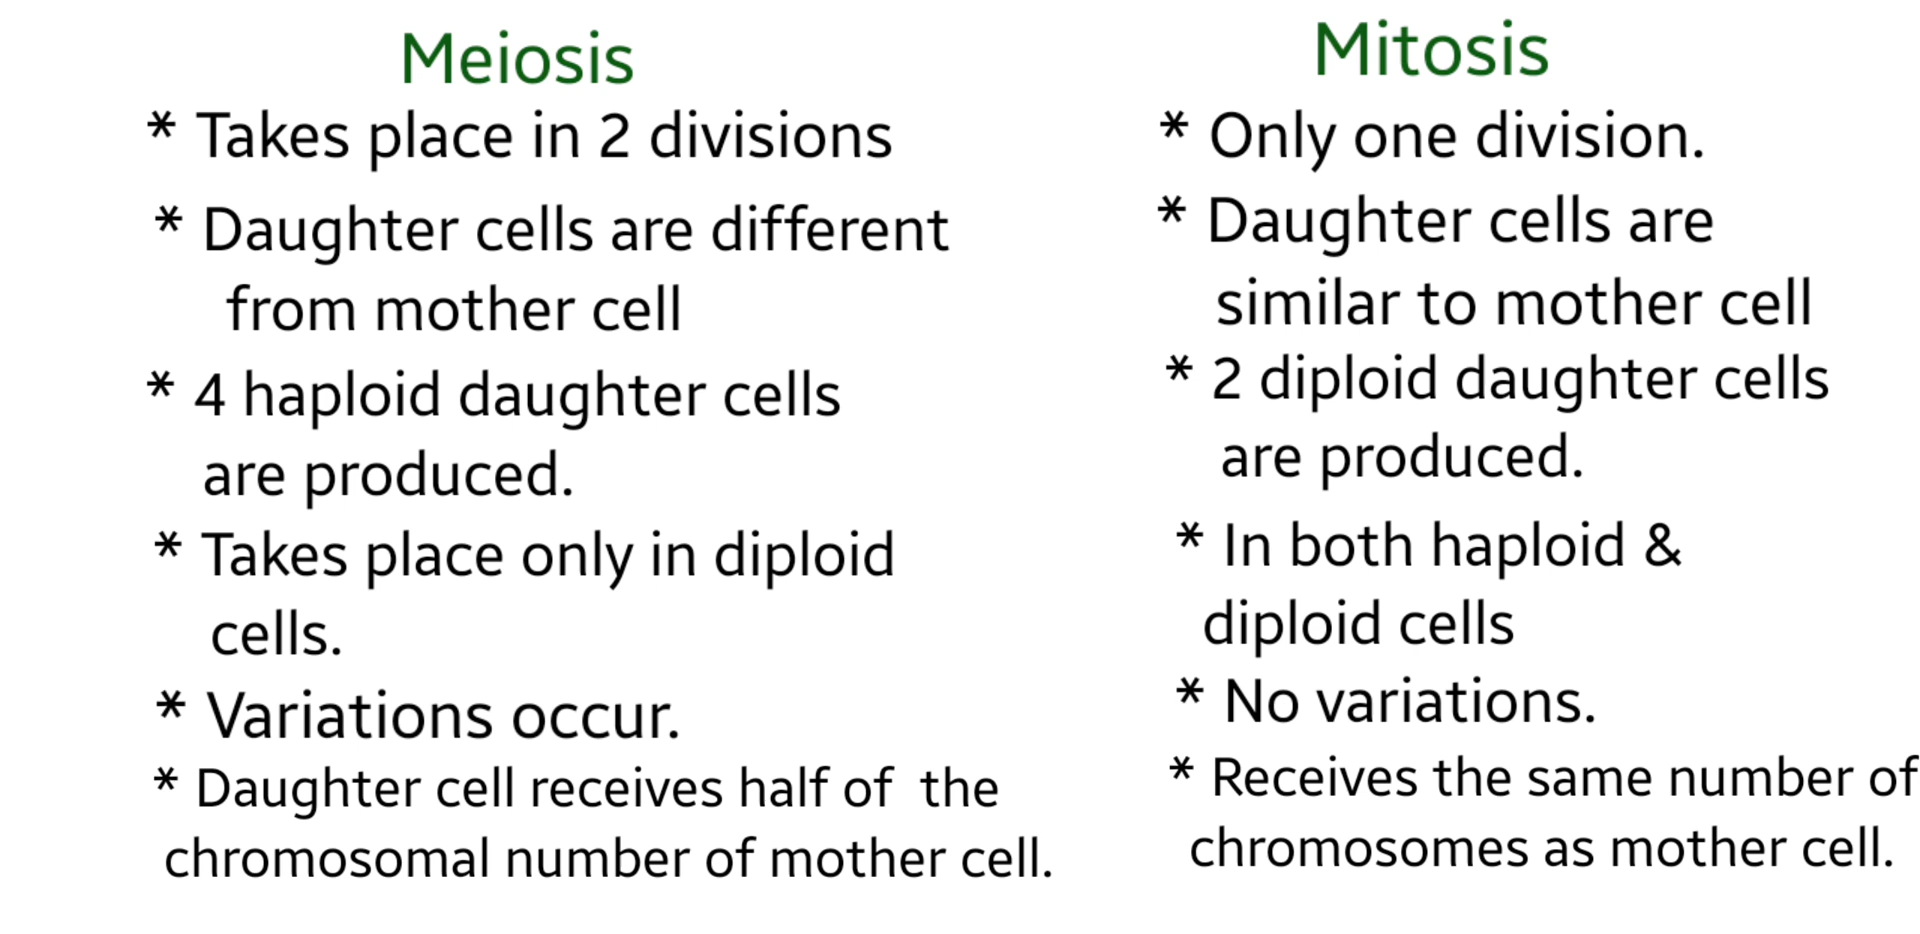 Meiosis
* Takes place in 2 divisions
* Daughter cells are different
from mother cell
* 4 haploid daughter cells
are produced.
* Takes place only in diploid
cells.
* Variations occur.
* Daughter cell receives half of the
chromosomal number of mother cell.
Mitosis
* Only one division.
* Daughter cells are
similar to mother cell
* 2 diploid daughter cells
are produced.
* In both haploid &
diploid cells
* No variations.
* Receives the same number of
chromosomes as mother cell.